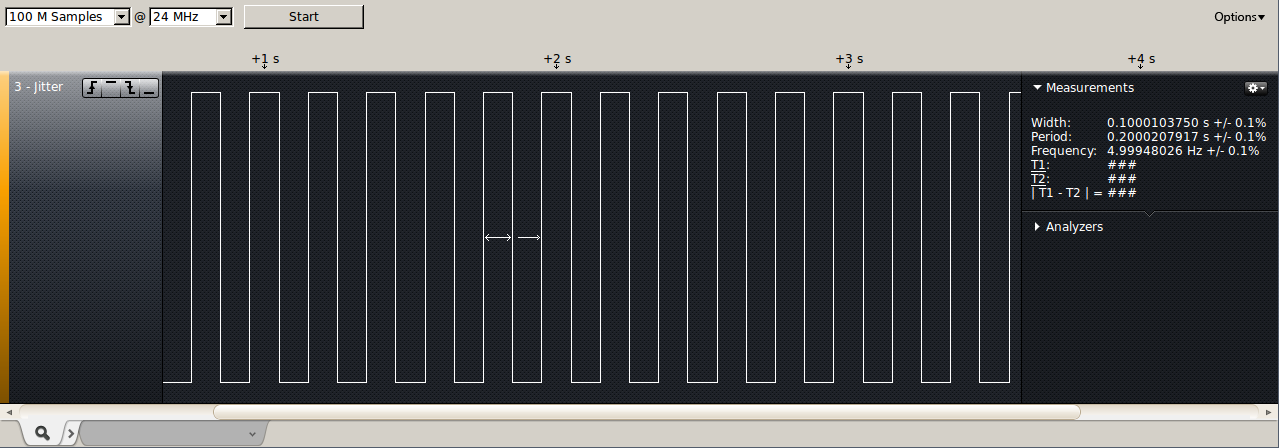 100 M Samples @ 24 MHz Start Options
+1 s +2 s +3 s +4 s
3 - Jitter
Measurements
Width: 0.1000103750 s +/- 0.1%
Period: 0.2000207917 s +/- 0.1%
Frequency: 4.99948026 Hz +/- 0.1%
T1: ###
T2: ###
| T1 - T2 | = ###
Analyzers